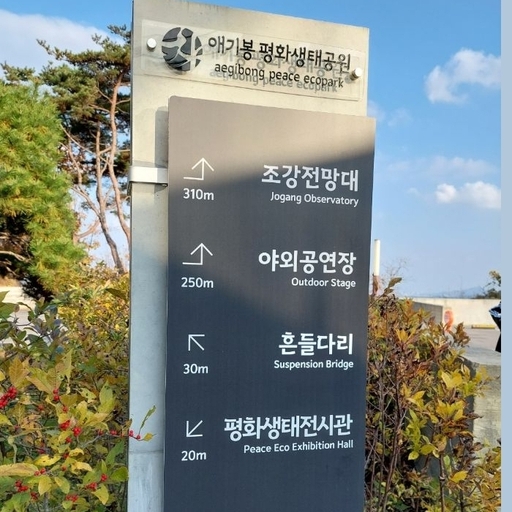 애기봉평화생태공원
aegibong peace ecopark
조강전망대
Jogang Observatory
310m
야외공연장
Outdoor Stage
250m
흔들다리
Suspension Bridge
30m
평화생태전시관
Peace Eco Exhibition Hall
20m